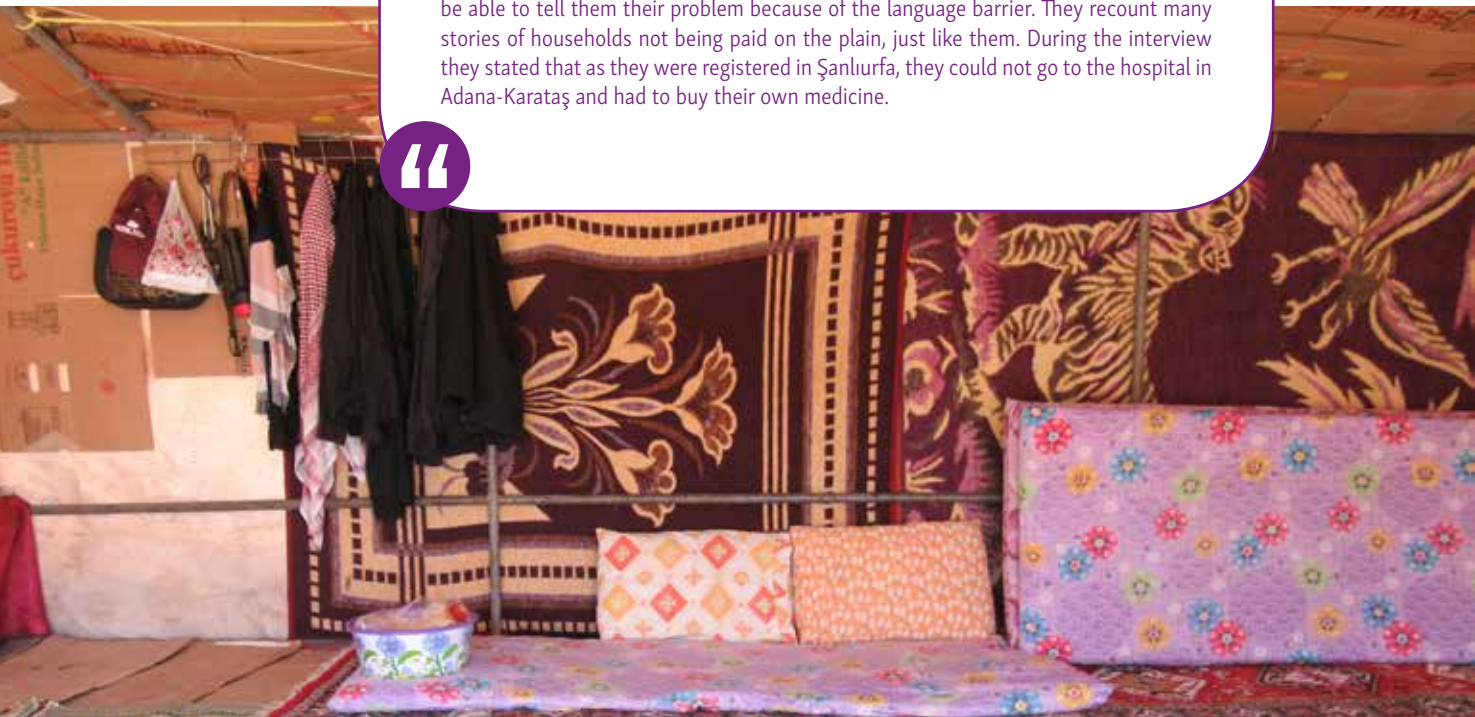 be able to tell them their problem because of the language barrier. They recount many
stories of households not being paid on the plain, just like them. During the interview
they stated that as they were registered in Şanlıurfa, they could not go to the hospital in
Adana-Karataş and had to buy their own medicine.
“
çukurova
"A"